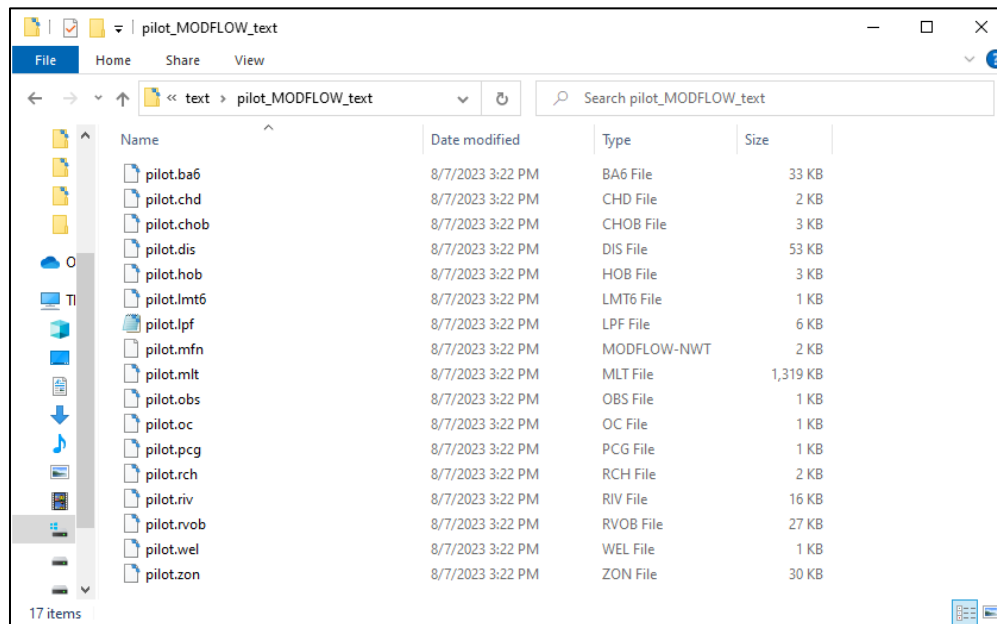 pilot_MODFLOW_text
File Home Share View
« text › pilot_MODFLOW_text Search pilot_MODFLOW_text
Name Date modified Type Size
pilot.ba6 8/7/2023 3:22 PM BA6 File 33 KB
pilot.chd 8/7/2023 3:22 PM CHD File 2 KB
pilot.chob 8/7/2023 3:22 PM CHOB File 3 KB
pilot.dis 8/7/2023 3:22 PM DIS File 53 KB
pilot.hob 8/7/2023 3:22 PM HOB File 3 KB
pilot.lmt6 8/7/2023 3:22 PM LMT6 File 1 KB
pilot.lpf 8/7/2023 3:22 PM LPF File 6 KB
pilot.mfn 8/7/2023 3:22 PM MODFLOW-NWT 2 KB
pilot.mlt 8/7/2023 3:22 PM MLT File 1,319 KB
pilot.obs 8/7/2023 3:22 PM OBS File 1 KB
pilot.oc 8/7/2023 3:22 PM OC File 1 KB
pilot.pcg 8/7/2023 3:22 PM PCG File 1 KB
pilot.rch 8/7/2023 3:22 PM RCH File 2 KB
pilot.riv 8/7/2023 3:22 PM RIV File 16 KB
pilot.rvob 8/7/2023 3:22 PM RVOB File 27 KB
pilot.wel 8/7/2023 3:22 PM WEL File 1 KB
pilot.zon 8/7/2023 3:22 PM ZON File 30 KB
17 items